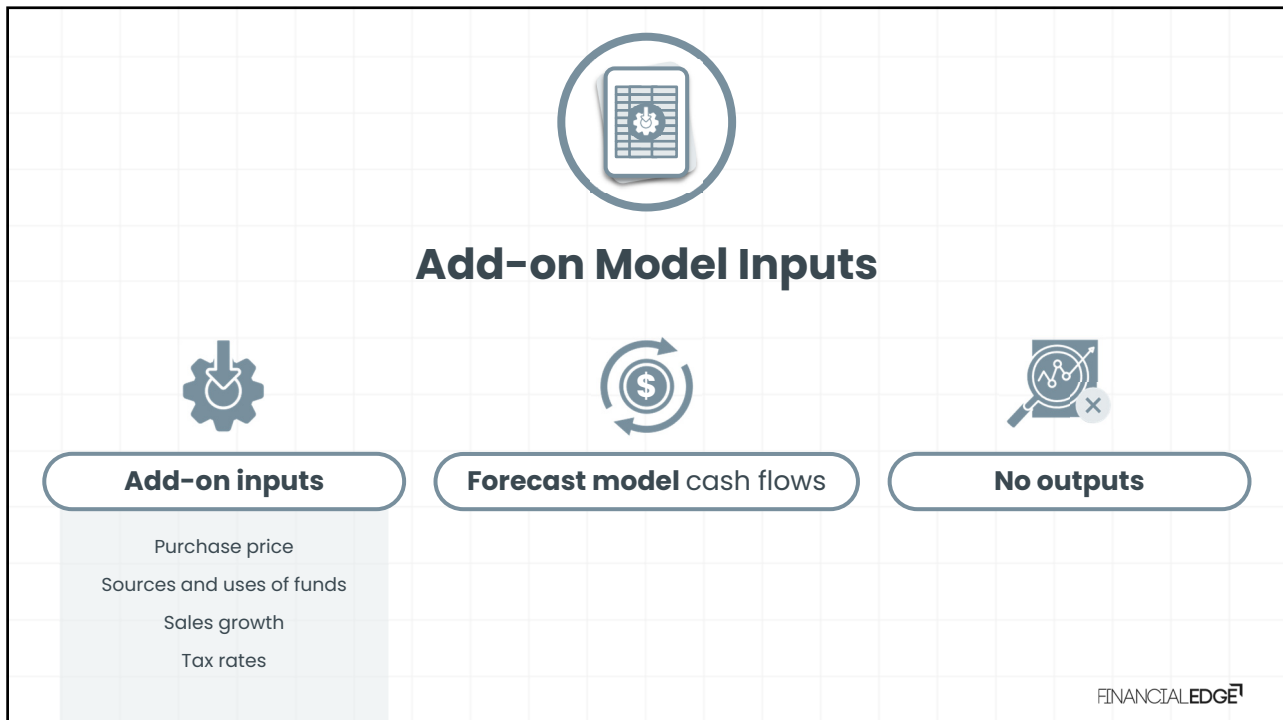 Add-on Model Inputs
$
Add-on inputs
Forecast model cash flows
No outputs
Purchase price
Sources and uses of funds
Sales growth
Tax rates
FINANCIALEDGE